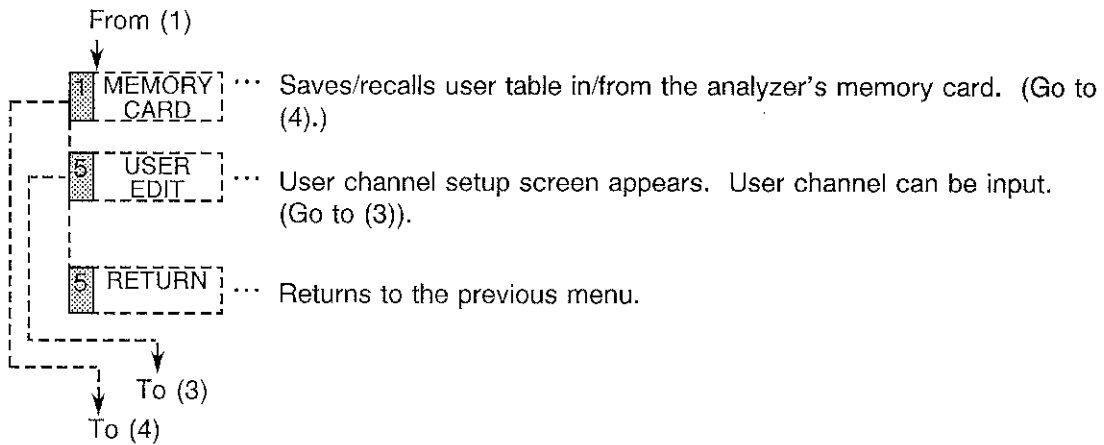 From (1)
1 MEMORY CARD ··· Saves/recalls user table in/from the analyzer's memory card. (Go to
(4).)
5 USER EDIT ··· User channel setup screen appears. User channel can be input.
(Go to (3)).
5 RETURN ··· Returns to the previous menu.
To (3)
To (4)